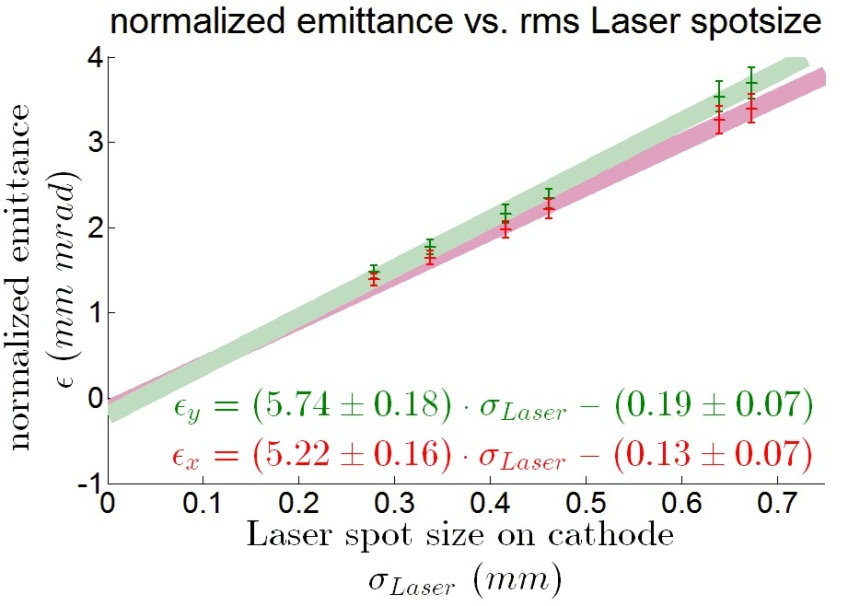 normalized emittance vs. rms Laser spotsize
normalized emittance
ϵ (mm mrad)
4
3
2
1
0
-1
ϵ_y = (5.74 ± 0.18) · σ_Laser − (0.19 ± 0.07)
ϵ_x = (5.22 ± 0.16) · σ_Laser − (0.13 ± 0.07)
0 0.1 0.2 0.3 0.4 0.5 0.6 0.7
Laser spot size on cathode
σ_Laser (mm)